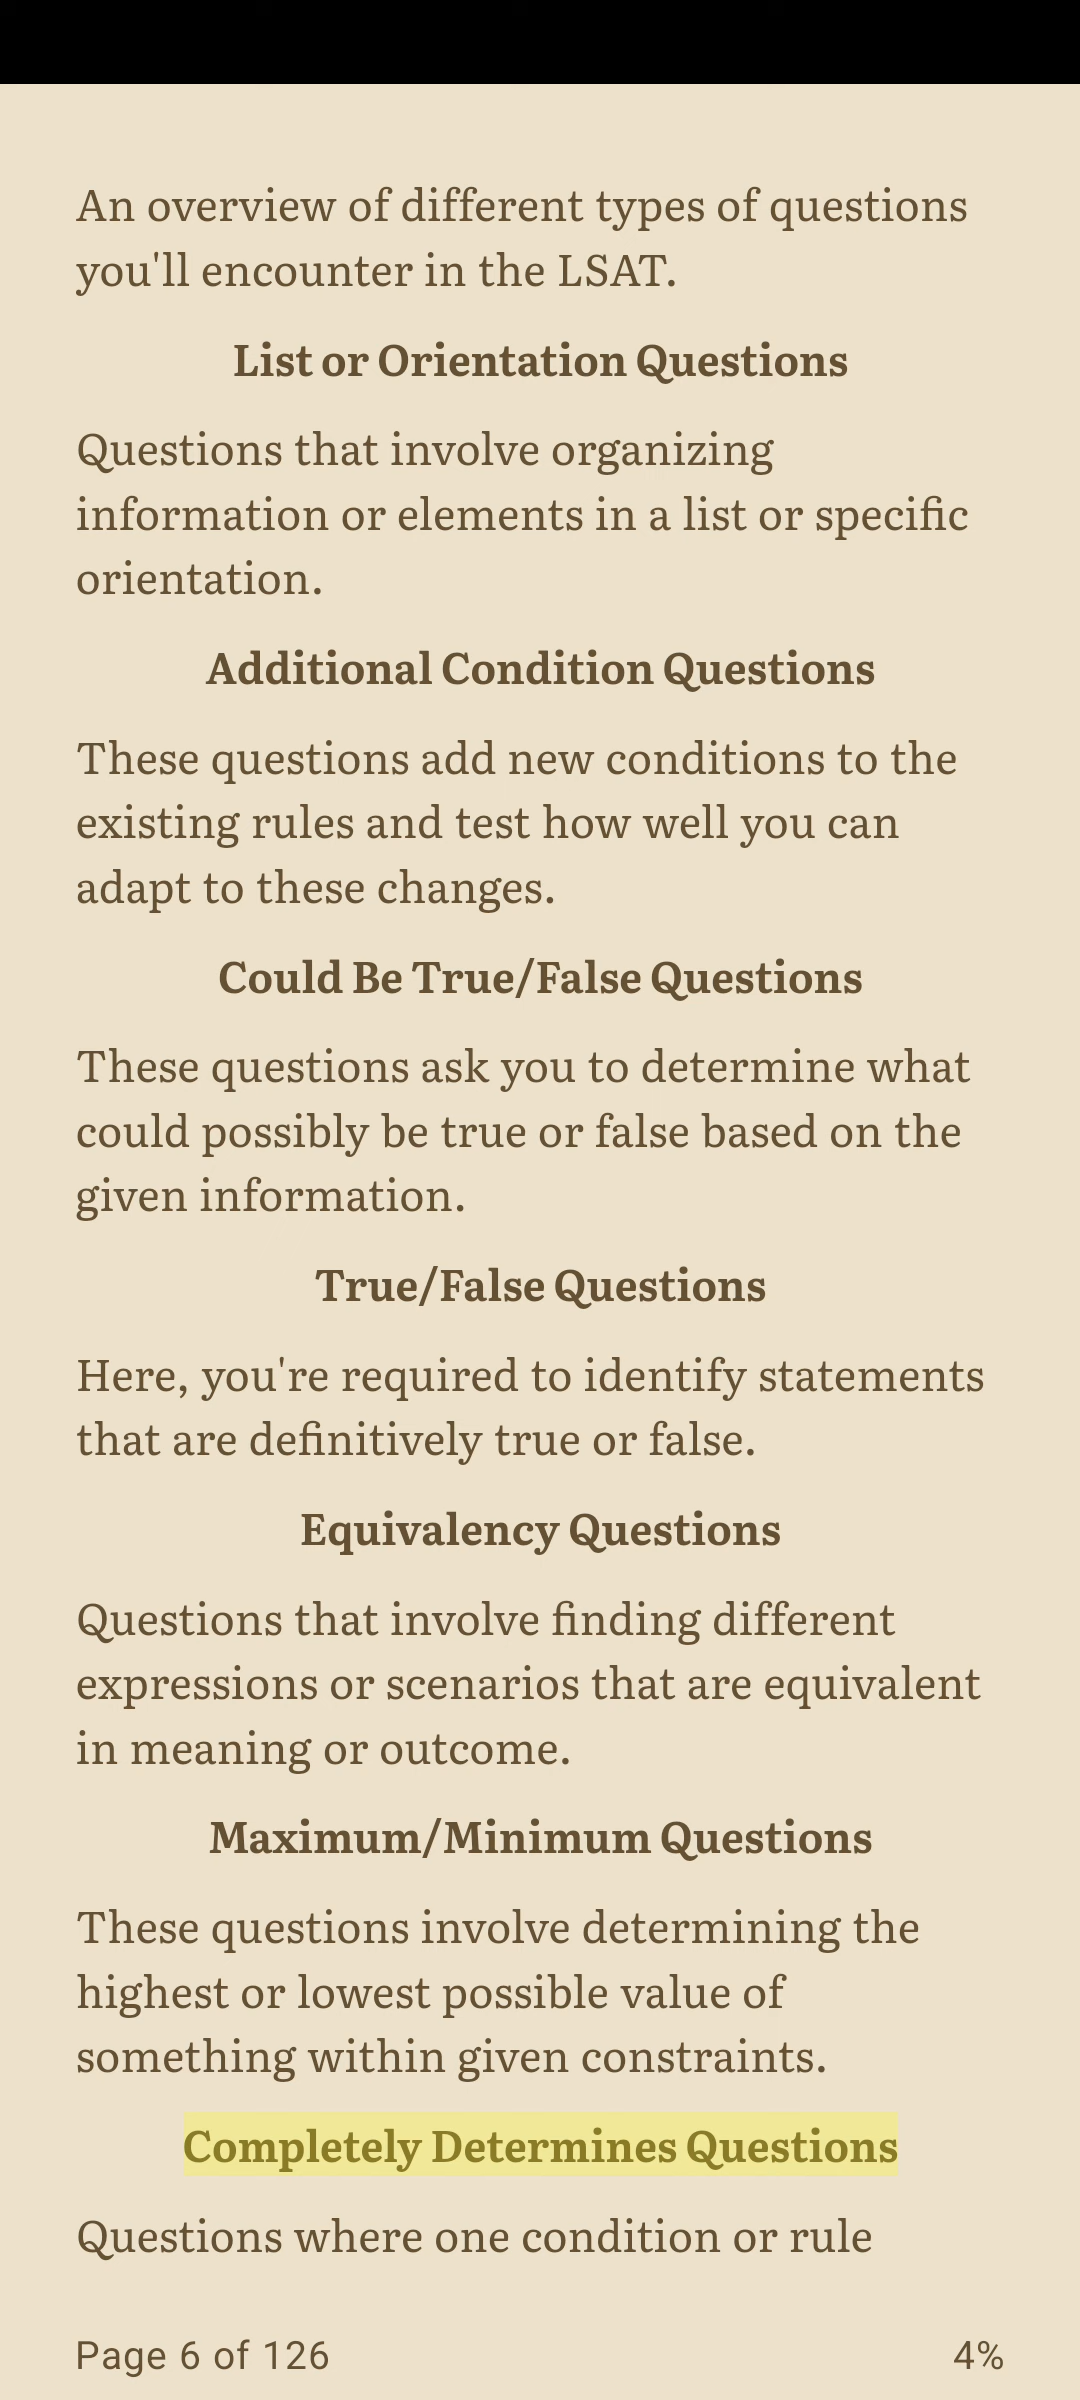 An overview of different types of questions
you'll encounter in the LSAT.
List or Orientation Questions
Questions that involve organizing
information or elements in a list or specific
orientation.
Additional Condition Questions
These questions add new conditions to the
existing rules and test how well you can
adapt to these changes.
Could Be True/False Questions
These questions ask you to determine what
could possibly be true or false based on the
given information.
True/False Questions
Here, you're required to identify statements
that are definitively true or false.
Equivalency Questions
Questions that involve finding different
expressions or scenarios that are equivalent
in meaning or outcome.
Maximum/Minimum Questions
These questions involve determining the
highest or lowest possible value of
something within given constraints.
Completely Determines Questions
Questions where one condition or rule
Page 6 of 126 4%